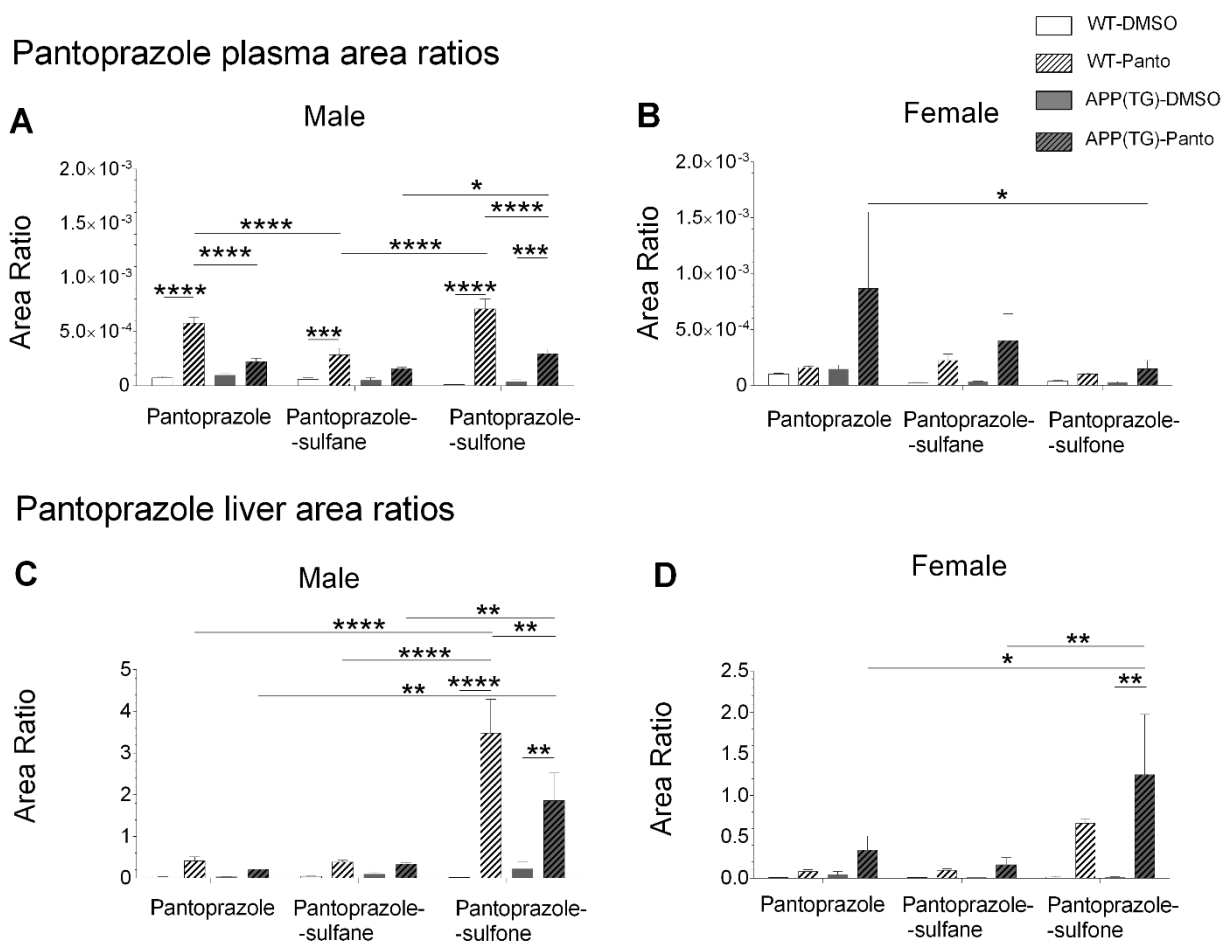 WT-DMSO
Pantoprazole plasma area ratios
WT-Panto
APP(TG)-DMSO
APP(TG)-Panto
A
Male
B
Female
2.0×10⁻³
1.5×10⁻³
1.0×10⁻³
5.0×10⁻⁴
0
Area Ratio
****
****
****
***
****
*
****
***
****
Pantoprazole
Pantoprazole-
-sulfane
Pantoprazole-
-sulfone
2.0×10⁻³
1.5×10⁻³
1.0×10⁻³
5.0×10⁻⁴
0
Area Ratio
*
Pantoprazole
Pantoprazole-
-sulfane
Pantoprazole-
-sulfone
Pantoprazole liver area ratios
C
Male
D
Female
**
****
**
****
**
****
**
5
4
3
2
1
0
Area Ratio
Pantoprazole
Pantoprazole-
-sulfane
Pantoprazole-
-sulfone
**
*
**
2.5
2.0
1.5
1.0
0.5
0.0
Area Ratio
Pantoprazole
Pantoprazole-
-sulfane
Pantoprazole-
-sulfone